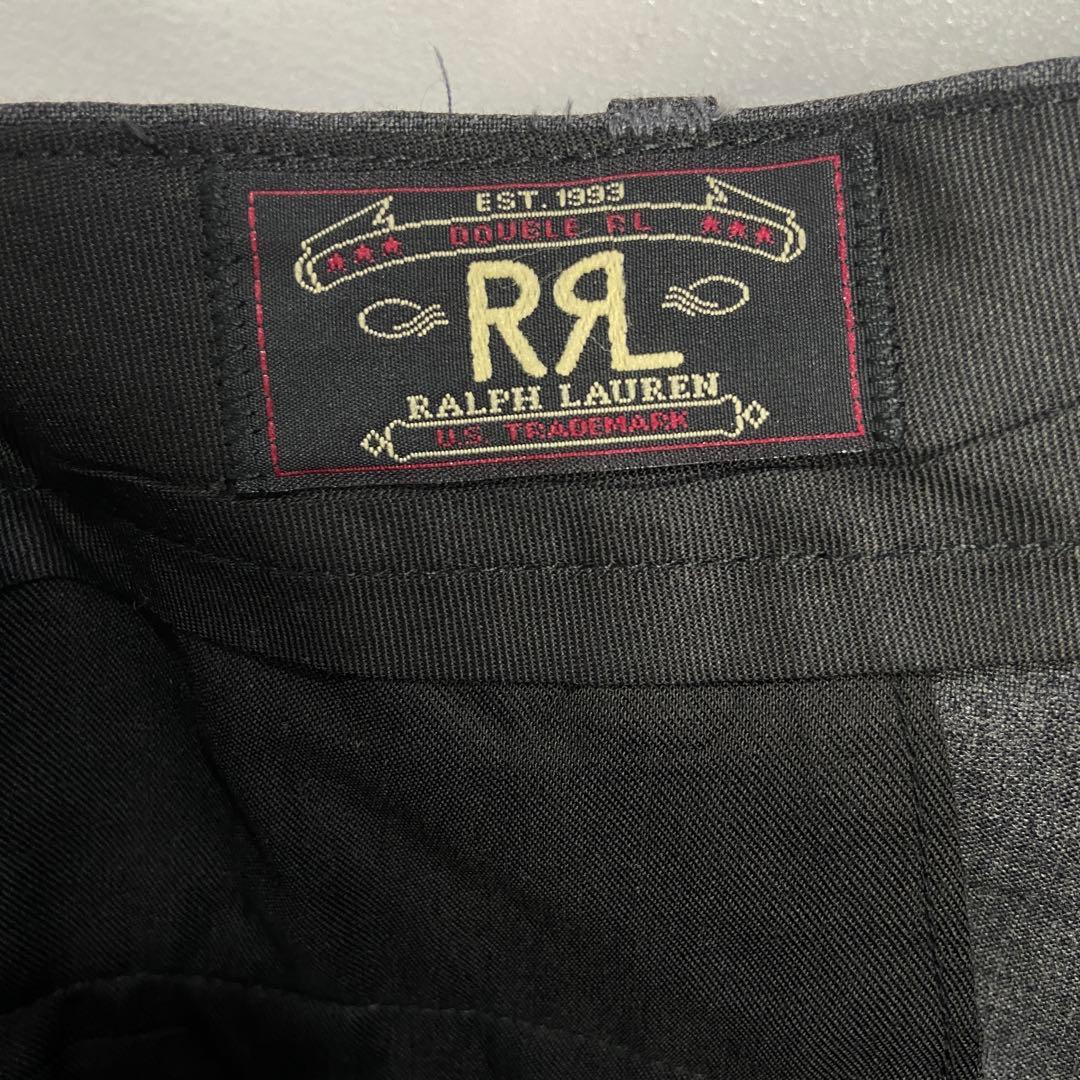 EST. 1993
DOUBLE RL
RRL
RALPH LAUREN
U.S. TRADEMARK